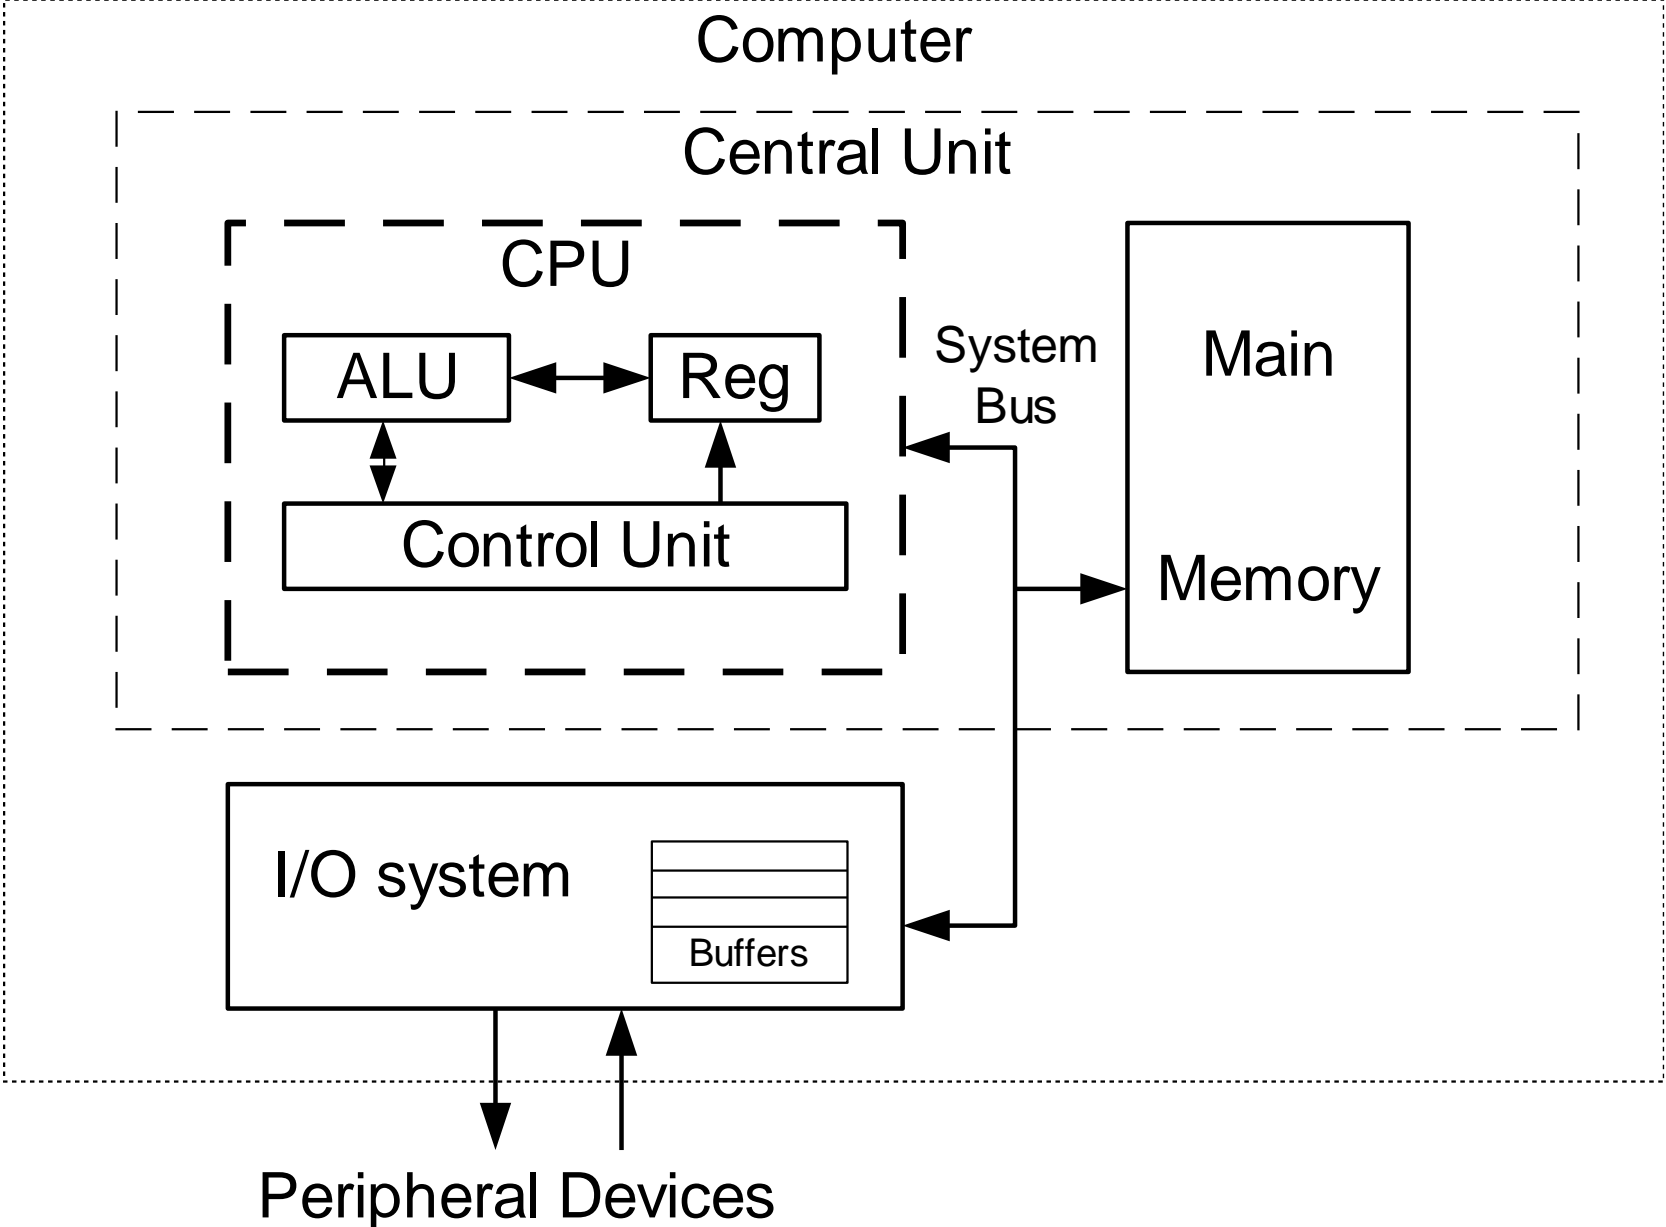 Computer
Central Unit
CPU
ALU
Reg
Control Unit
System
Bus
Main
Memory
I/O system
Buffers
Peripheral Devices